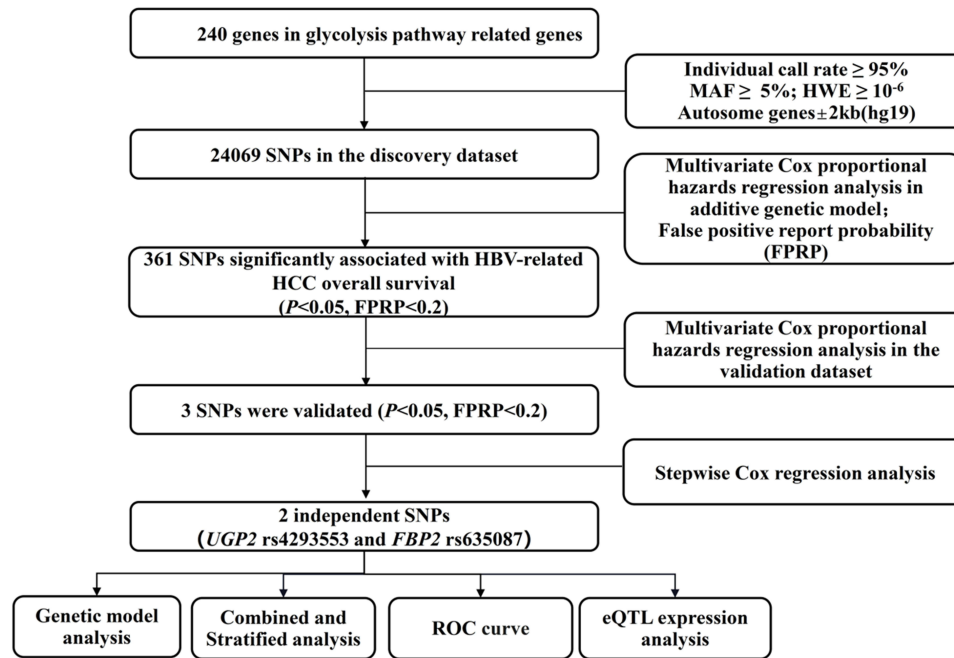 240 genes in glycolysis pathway related genes
Individual call rate ≥ 95%
MAF ≥ 5%; HWE ≥ 10⁻⁶
Autosome genes±2kb(hg19)
24069 SNPs in the discovery dataset
Multivariate Cox proportional
hazards regression analysis in
additive genetic model；
False positive report probability
(FPRP)
361 SNPs significantly associated with HBV-related
HCC overall survival
(P<0.05, FPRP<0.2)
Multivariate Cox proportional
hazards regression analysis in the
validation dataset
3 SNPs were validated (P<0.05, FPRP<0.2)
Stepwise Cox regression analysis
2 independent SNPs
（UGP2 rs4293553 and FBP2 rs635087）
Genetic model
analysis
Combined and
Stratified analysis
ROC curve
eQTL expression
analysis